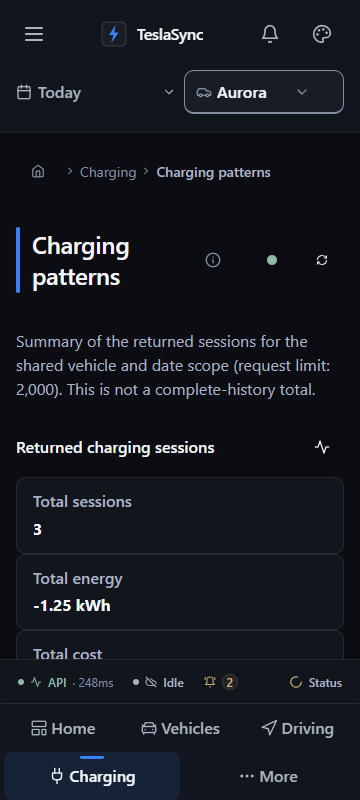 TeslaSync
Today
Aurora
Charging
Charging patterns
Charging
patterns
Summary of the returned sessions for the
shared vehicle and date scope (request limit:
2,000). This is not a complete-history total.
Returned charging sessions
Total sessions
3
Total energy
-1.25 kWh
Total cost
API · 248ms
Idle
2
Status
Home
Vehicles
Driving
Charging
More